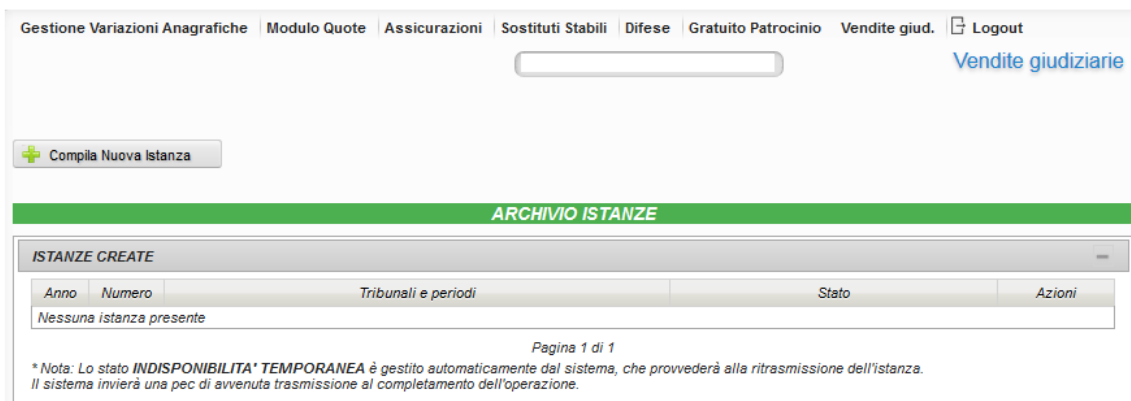 Gestione Variazioni Anagrafiche Modulo Quote Assicurazioni Sostituti Stabili Difese Gratuito Patrocinio Vendite giud. Logout
Vendite giudiziarie
Compila Nuova Istanza
ARCHIVIO ISTANZE
ISTANZE CREATE
Anno Numero Tribunali e periodi Stato Azioni
Nessuna istanza presente
Pagina 1 di 1
* Nota: Lo stato INDISPONIBILITA' TEMPORANEA è gestito automaticamente dal sistema, che provvederà alla ritrasmissione dell'istanza.
Il sistema invierà una pec di avvenuta trasmissione al completamento dell'operazione.